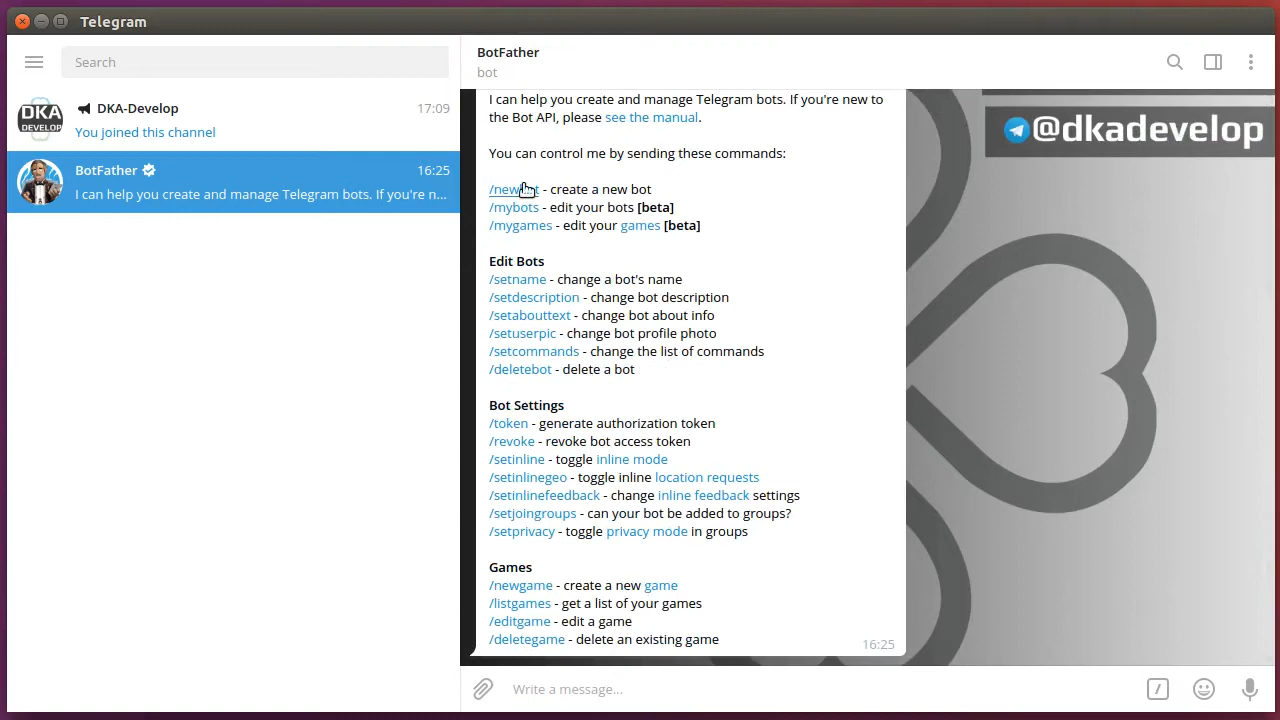 Telegram
Search
DKA-Develop 17:09
You joined this channel
BotFather 16:25
I can help you create and manage Telegram bots. If you're n...
DKA
DEVELOP
BotFather
bot
I can help you create and manage Telegram bots. If you're new to
the Bot API, please see the manual.
You can control me by sending these commands:
- create a new bot
/mybots - edit your bots [beta]
/mygames - edit your games [beta]
Edit Bots
/setname - change a bot's name
/setdescription - change bot description
/setabouttext - change bot about info
/setuserpic - change bot profile photo
/setcommands - change the list of commands
/deletebot - delete a bot
Bot Settings
/token - generate authorization token
/revoke - revoke bot access token
/setinline - toggle inline mode
/setinlinegeo - toggle inline location requests
/setinlinefeedback - change inline feedback settings
/setjoingroups - can your bot be added to groups?
/setprivacy - toggle privacy mode in groups
Games
/newgame - create a new game
/listgames - get a list of your games
/editgame - edit a game
/deletegame - delete an existing game
16:25
@dkadevelop
Write a message...